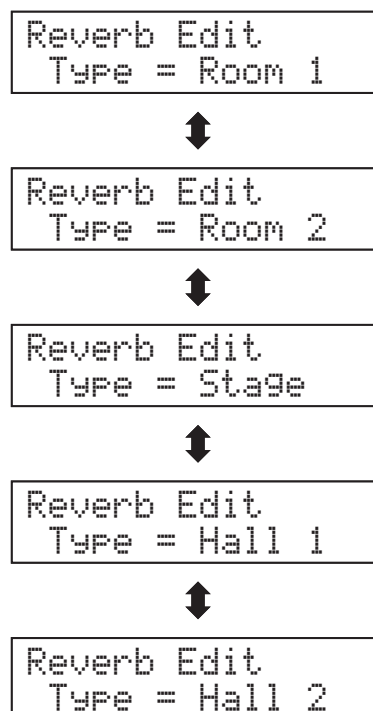 Reverb Edit
Type = Room 1
Reverb Edit
Type = Room 2
Reverb Edit
Type = Stage
Reverb Edit
Type = Hall 1
Reverb Edit
Type = Hall 2